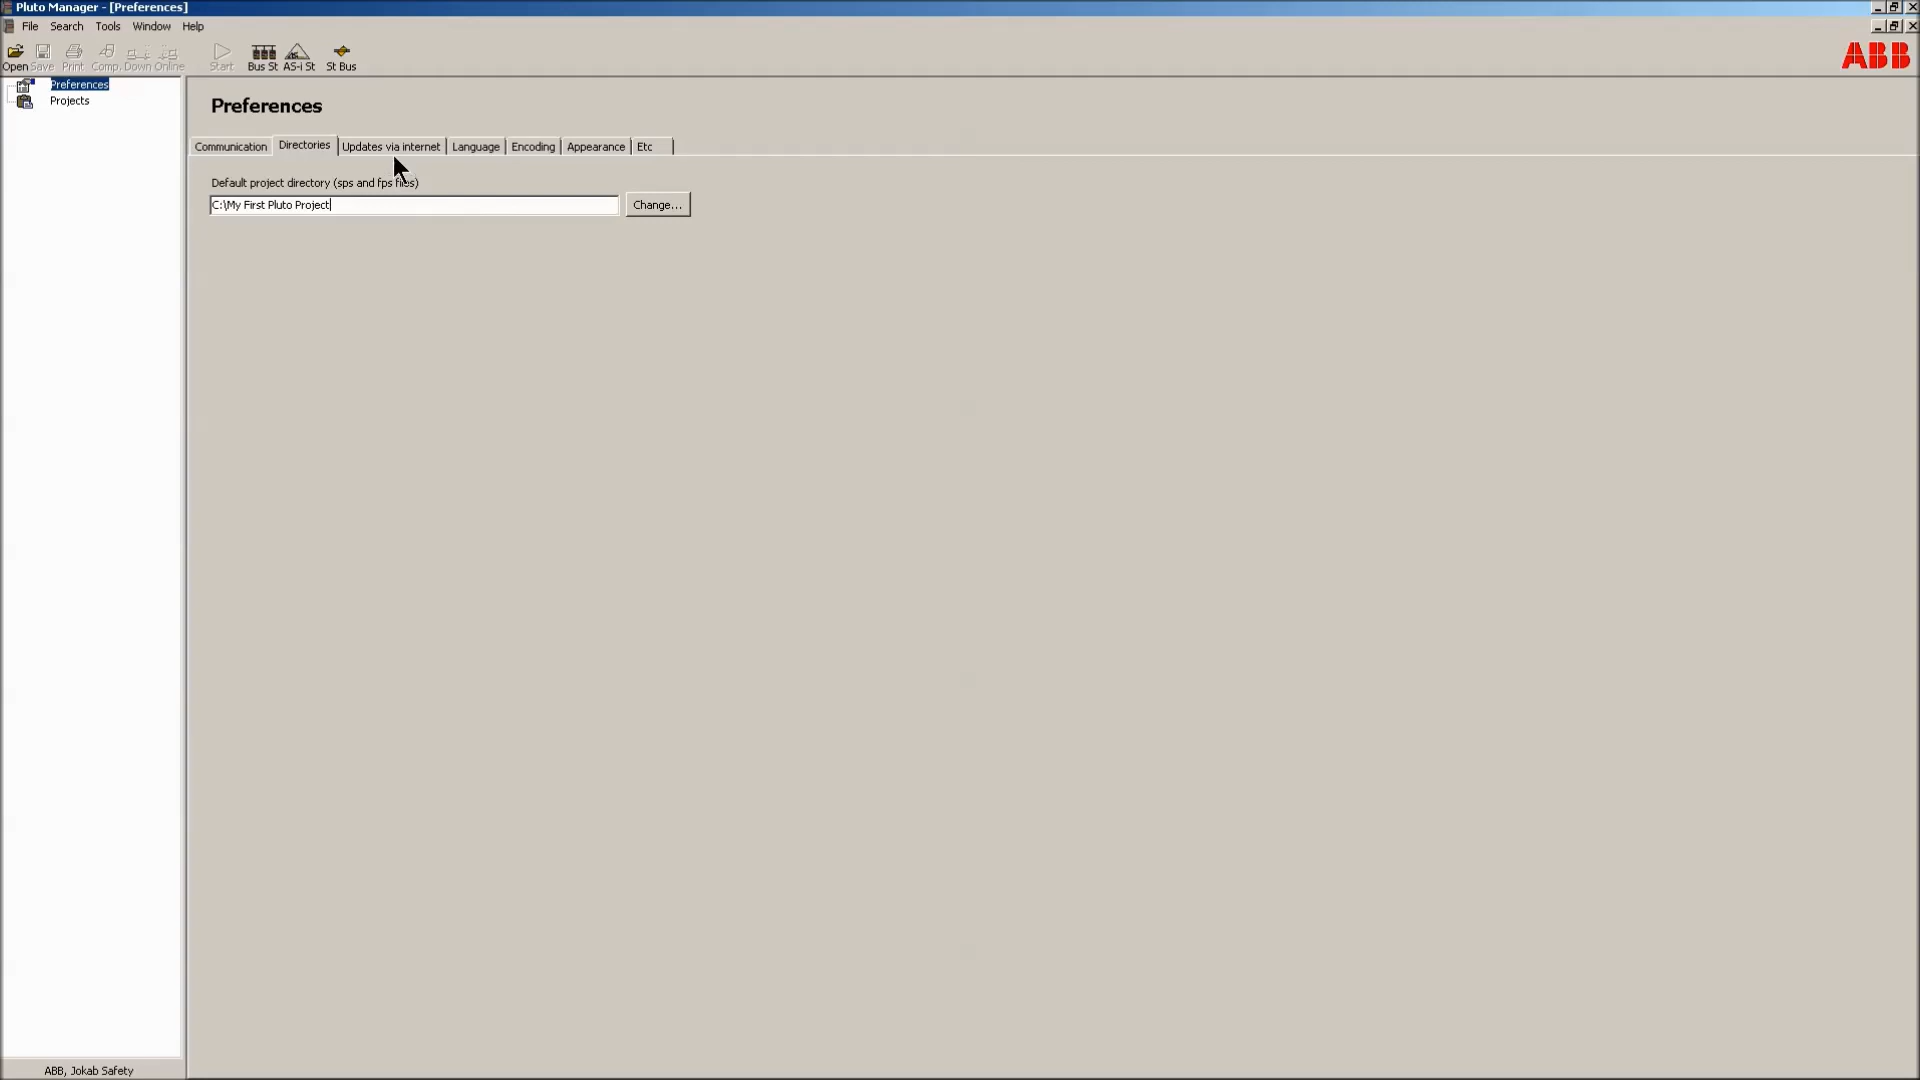 Pluto Manager - [Preferences]
File Search Tools Window Help
Open Save Print Comp. Down Online Start Bus St AS-i St St Bus
ABB
Preferences
Projects
Preferences
Communication Directories Updates via internet Language Encoding Appearance Etc
Default project directory (sps and fps files)
C:\My First Pluto Project
Change...
ABB, Jokab Safety